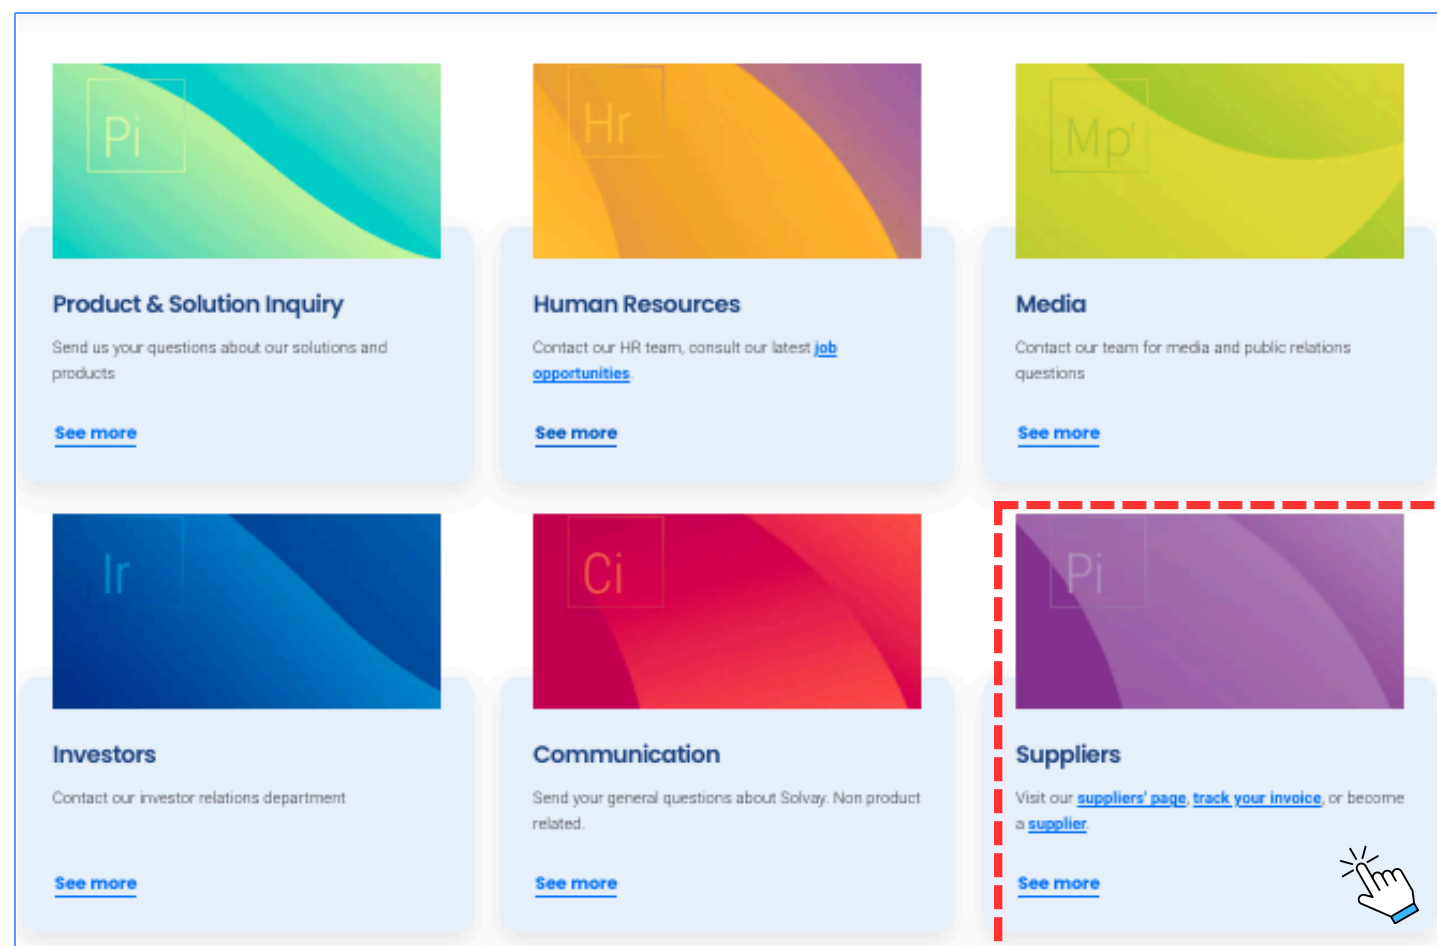 Pi
Product & Solution Inquiry
Send us your questions about our solutions and
products
See more
Hr
Human Resources
Contact our HR team, consult our latest job
opportunities.
See more
Mp'
Media
Contact our team for media and public relations
questions
See more
Ir
Investors
Contact our investor relations department
See more
Ci
Communication
Send your general questions about Solvay. Non product
related.
See more
Pi
Suppliers
Visit our suppliers' page, track your invoice, or become
a supplier.
See more